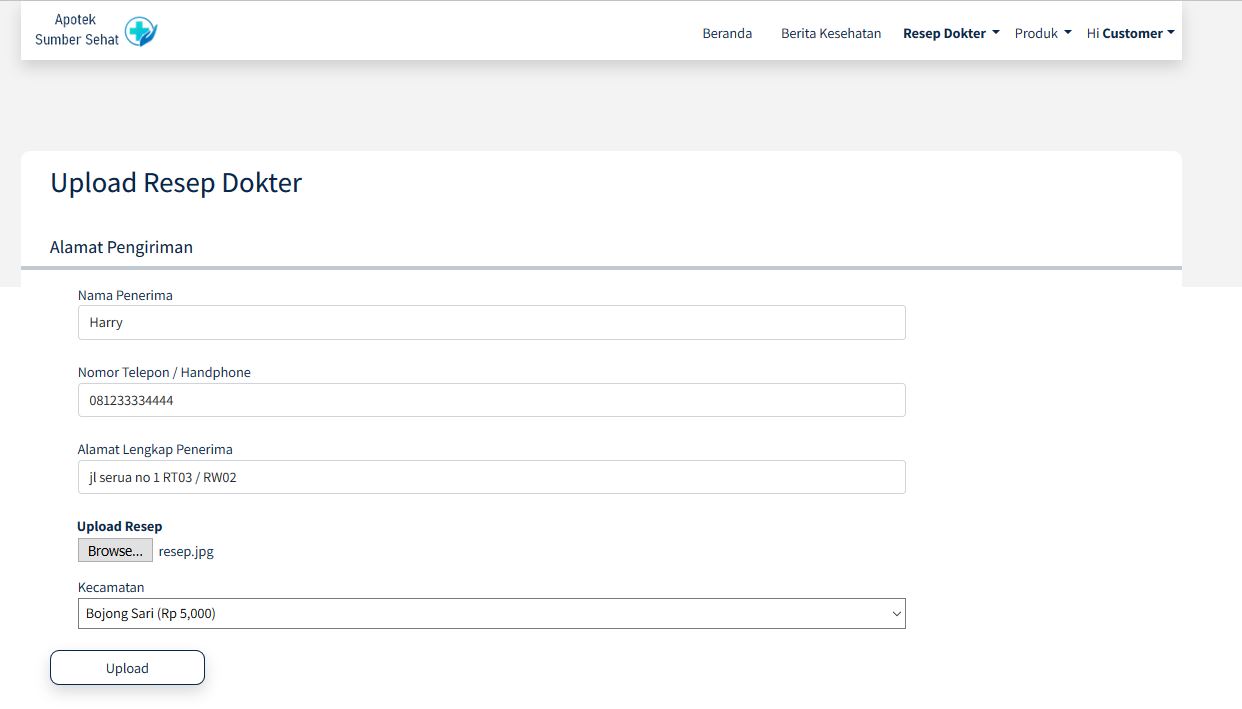 Apotek
Sumber Sehat
Beranda Berita Kesehatan Resep Dokter Produk Hi Customer
Upload Resep Dokter
Alamat Pengiriman
Nama Penerima
Harry
Nomor Telepon / Handphone
081233334444
Alamat Lengkap Penerima
jl serua no 1 RT03 / RW02
Upload Resep
Browse... resep.jpg
Kecamatan
Bojong Sari (Rp 5,000)
Upload